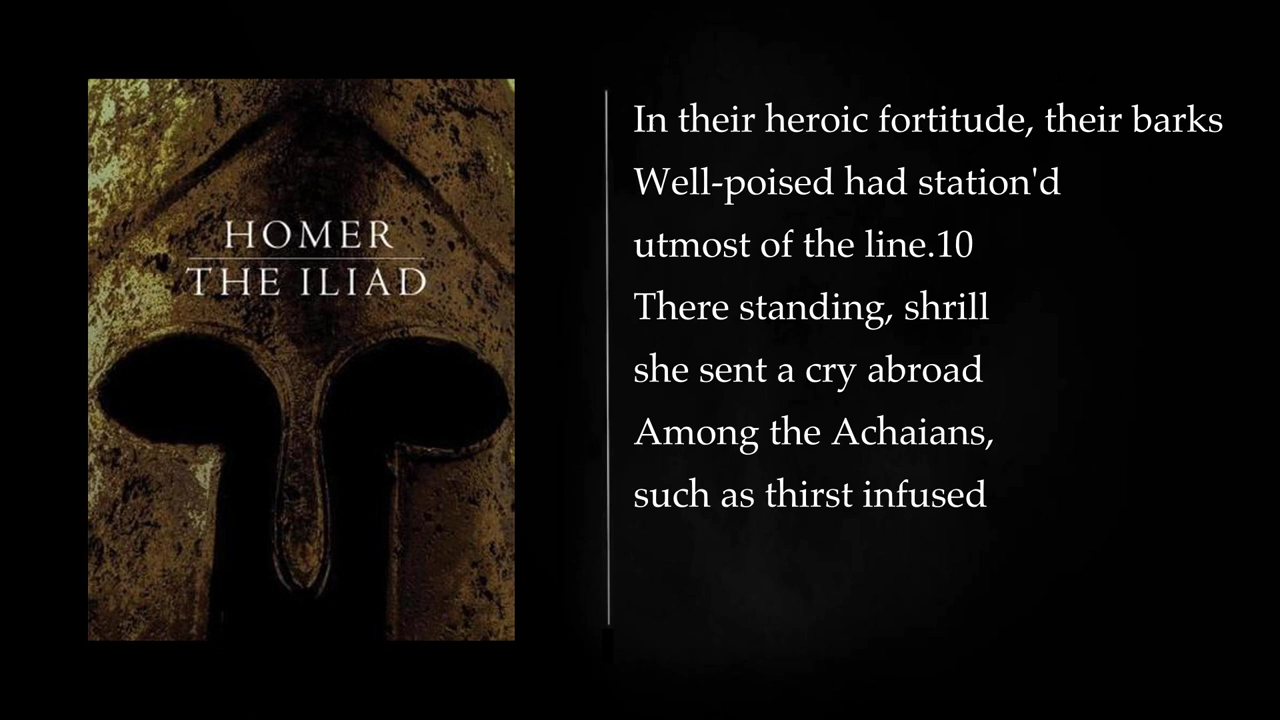 HOMER
THE ILIAD
In their heroic fortitude, their barks
Well-poised had station'd
utmost of the line.10
There standing, shrill
she sent a cry abroad
Among the Achaians,
such as thirst infused